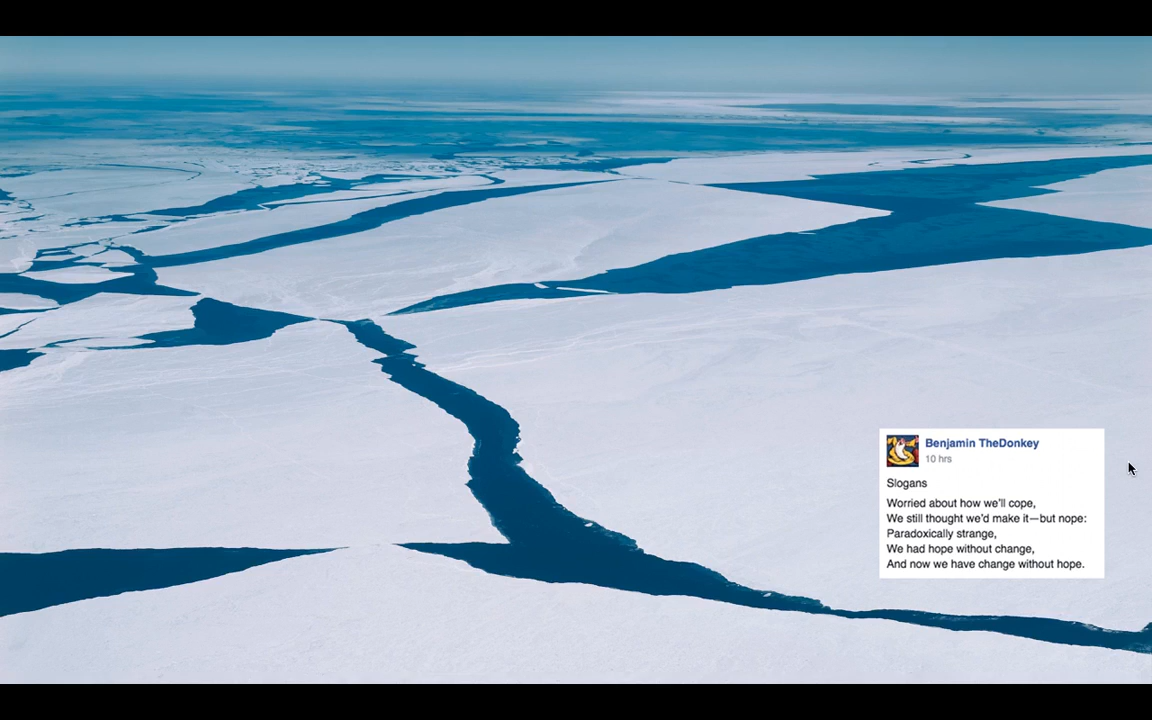 Benjamin TheDonkey
10 hrs
Slogans
Worried about how we'll cope,
We still thought we'd make it—but nope:
Paradoxically strange,
We had hope without change,
And now we have change without hope.